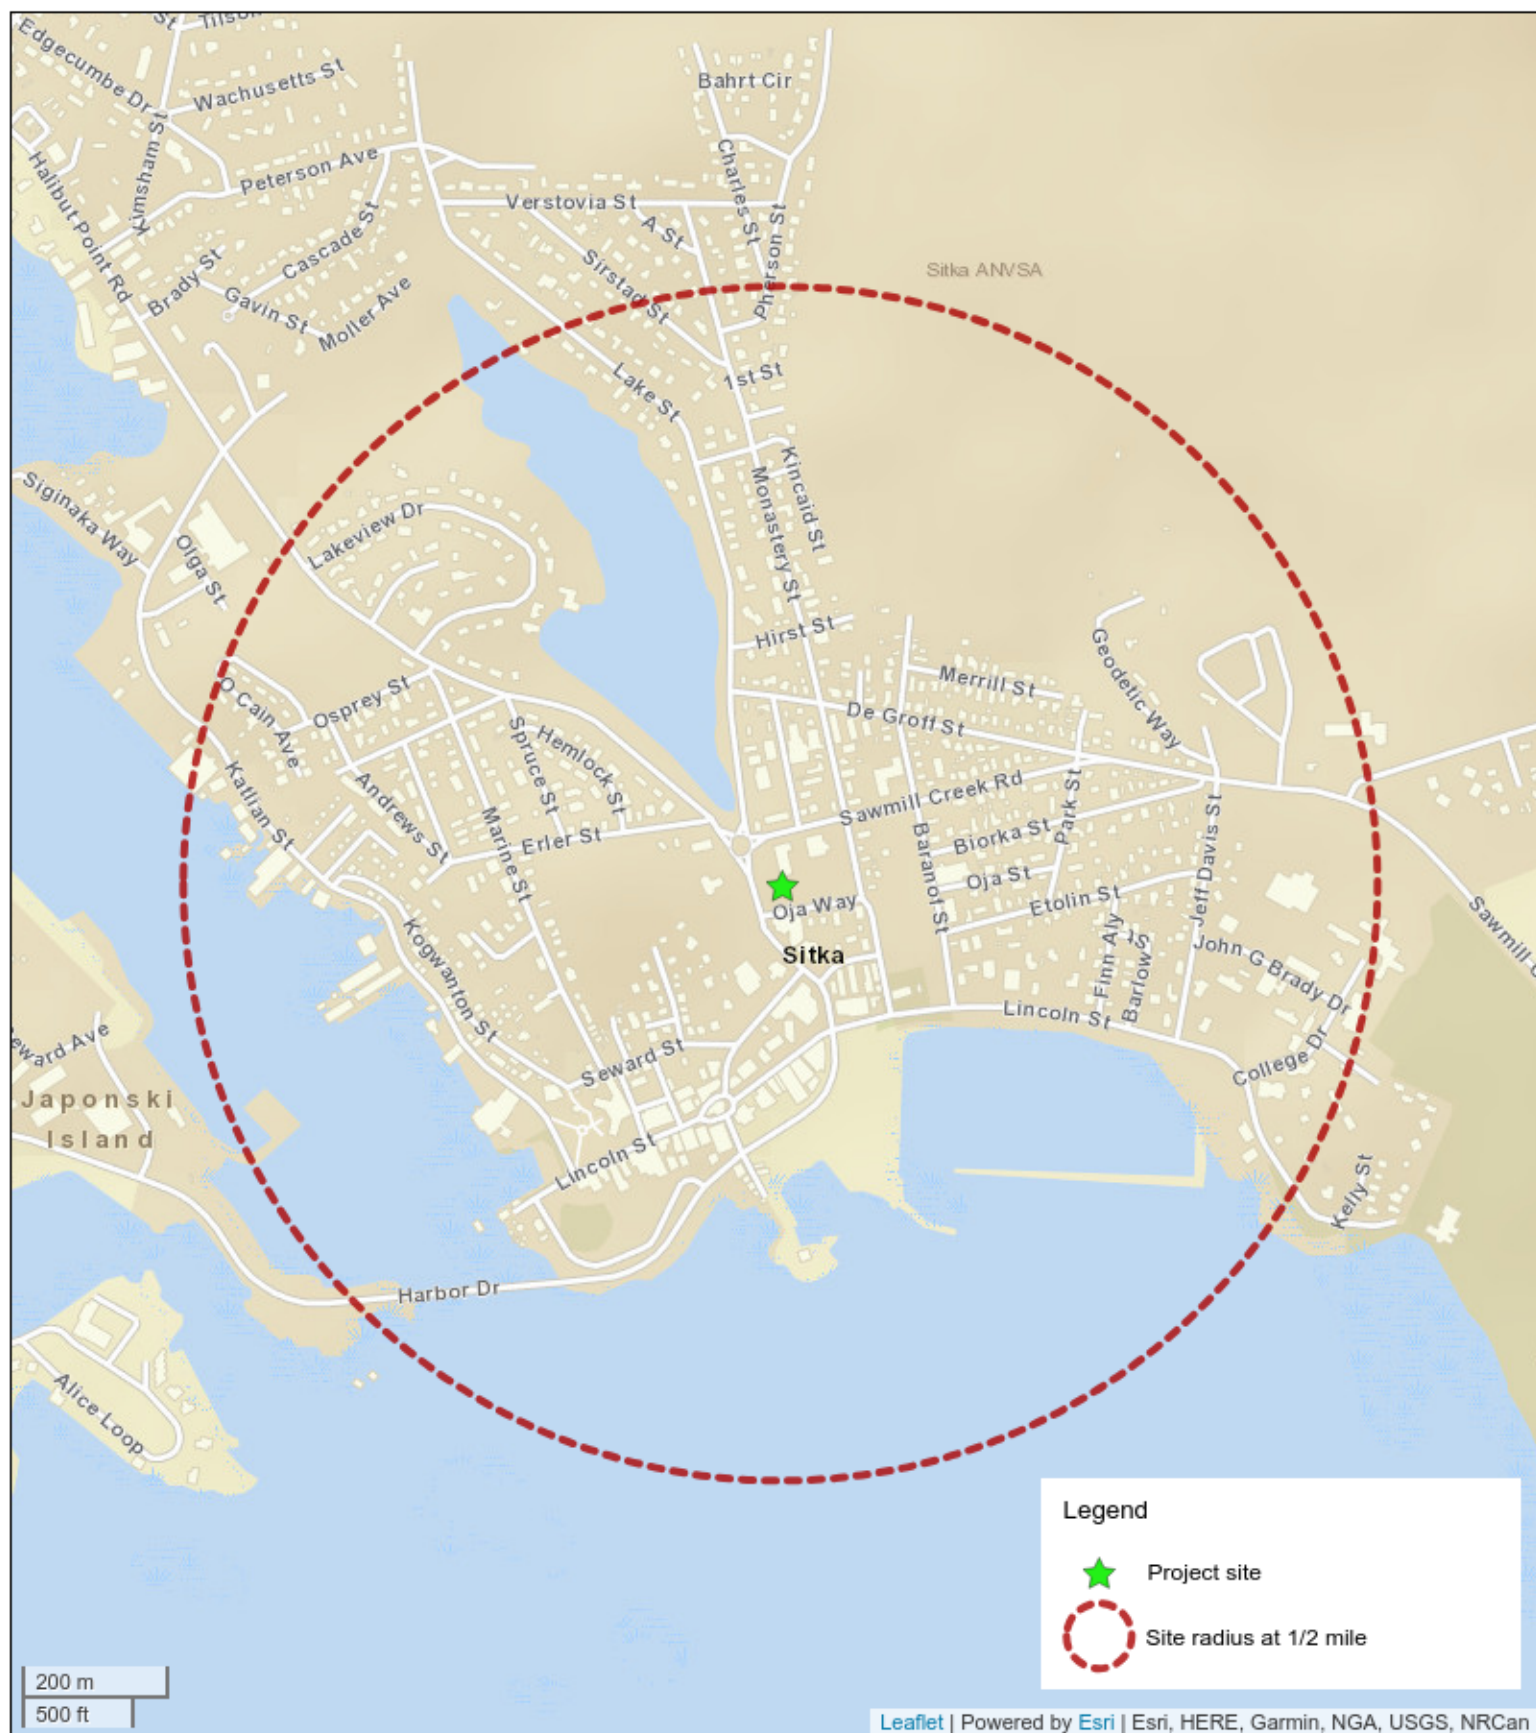 St
Tilson
Edgecumbe Dr
Wachusetts St
Bahrt Cir
Kimsham St
Halibut Point Rd
Peterson Ave
Charles St
Verstovia St
A St
Cascade St
Pherson St
Sirstad St
Brady St
Gavin St
Moller Ave
Sitka ANVSA
1st St
Lake St
Kincaid St
Monastery St
Siginaka Way
Lakeview Dr
Olga St
Hirst St
Geodetic Way
Merrill St
O Cain Ave
Osprey St
De Groff St
Spruce St
Hemlock St
Katlian St
Andrews St
Marine St
Sawmill Creek Rd
Park St
Erler St
Biorka St
Baranof St
Jeff Davis St
Oja St
Oja Way
Etolin St
Kogwanton St
Sitka
Finn Aly
Barlow St
John G Brady Dr
Sawmill C
Lincoln St
eward Ave
Seward St
College Dr
Japonski
Island
Lincoln St
Kelly St
Harbor Dr
Alice Loop
Legend
Project site
Site radius at 1/2 mile
200 m
500 ft
Leaflet | Powered by Esri | Esri, HERE, Garmin, NGA, USGS, NRCan